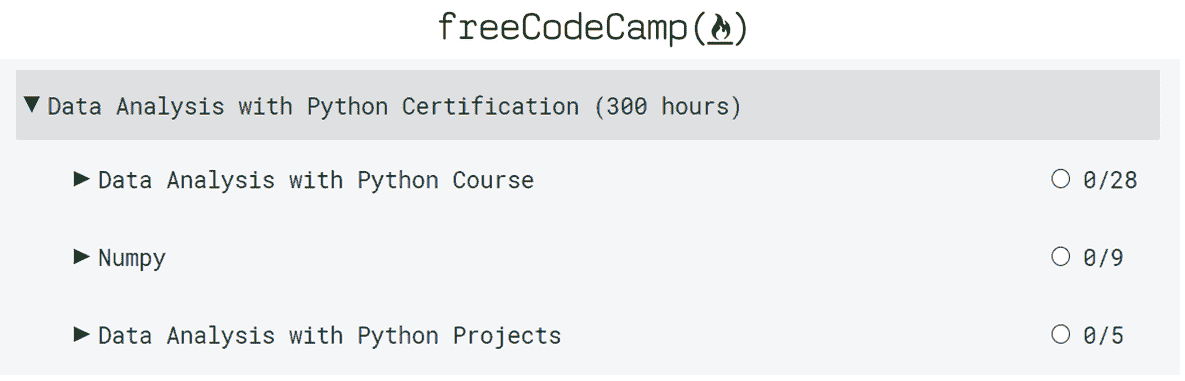 freeCodeCamp(🔥)
▼ Data Analysis with Python Certification (300 hours)
▶ Data Analysis with Python Course ○ 0/28
▶ Numpy ○ 0/9
▶ Data Analysis with Python Projects ○ 0/5